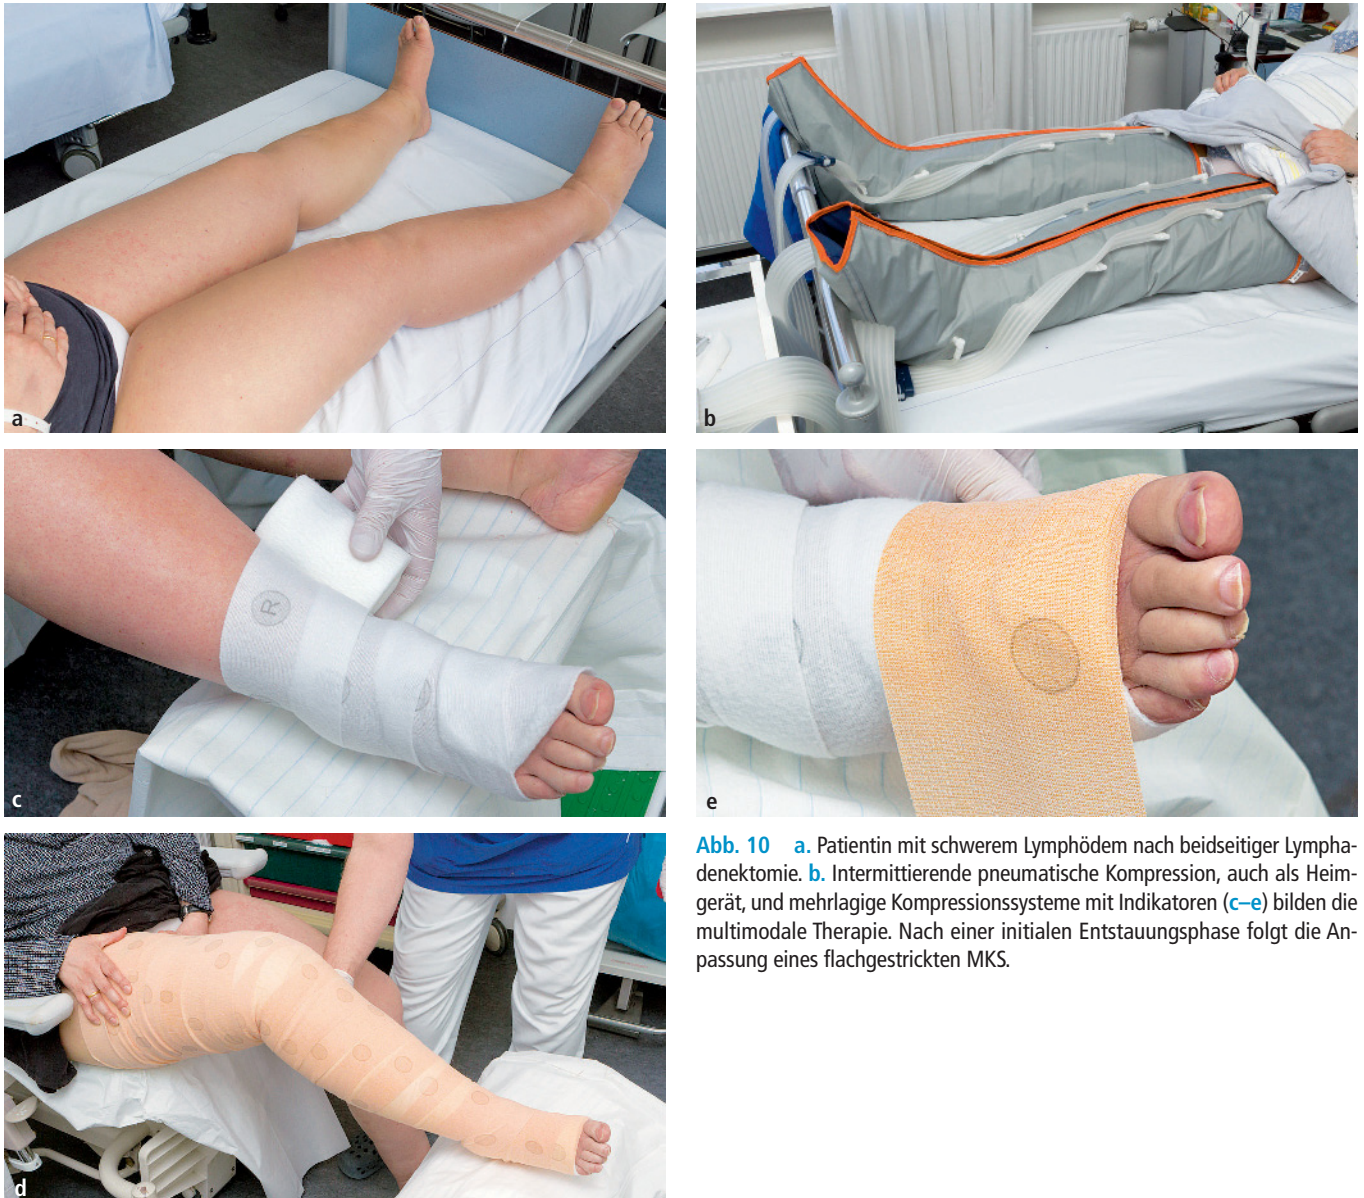 a
b
R
c
e
Abb. 10 a. Patientin mit schwerem Lymphödem nach beidseitiger Lympha-
denektomie. b. Intermittierende pneumatische Kompression, auch als Heim-
gerät, und mehrlagige Kompressionssysteme mit Indikatoren (c–e) bilden die
multimodale Therapie. Nach einer initialen Entstauungsphase folgt die An-
passung eines flachgestrickten MKS.
d